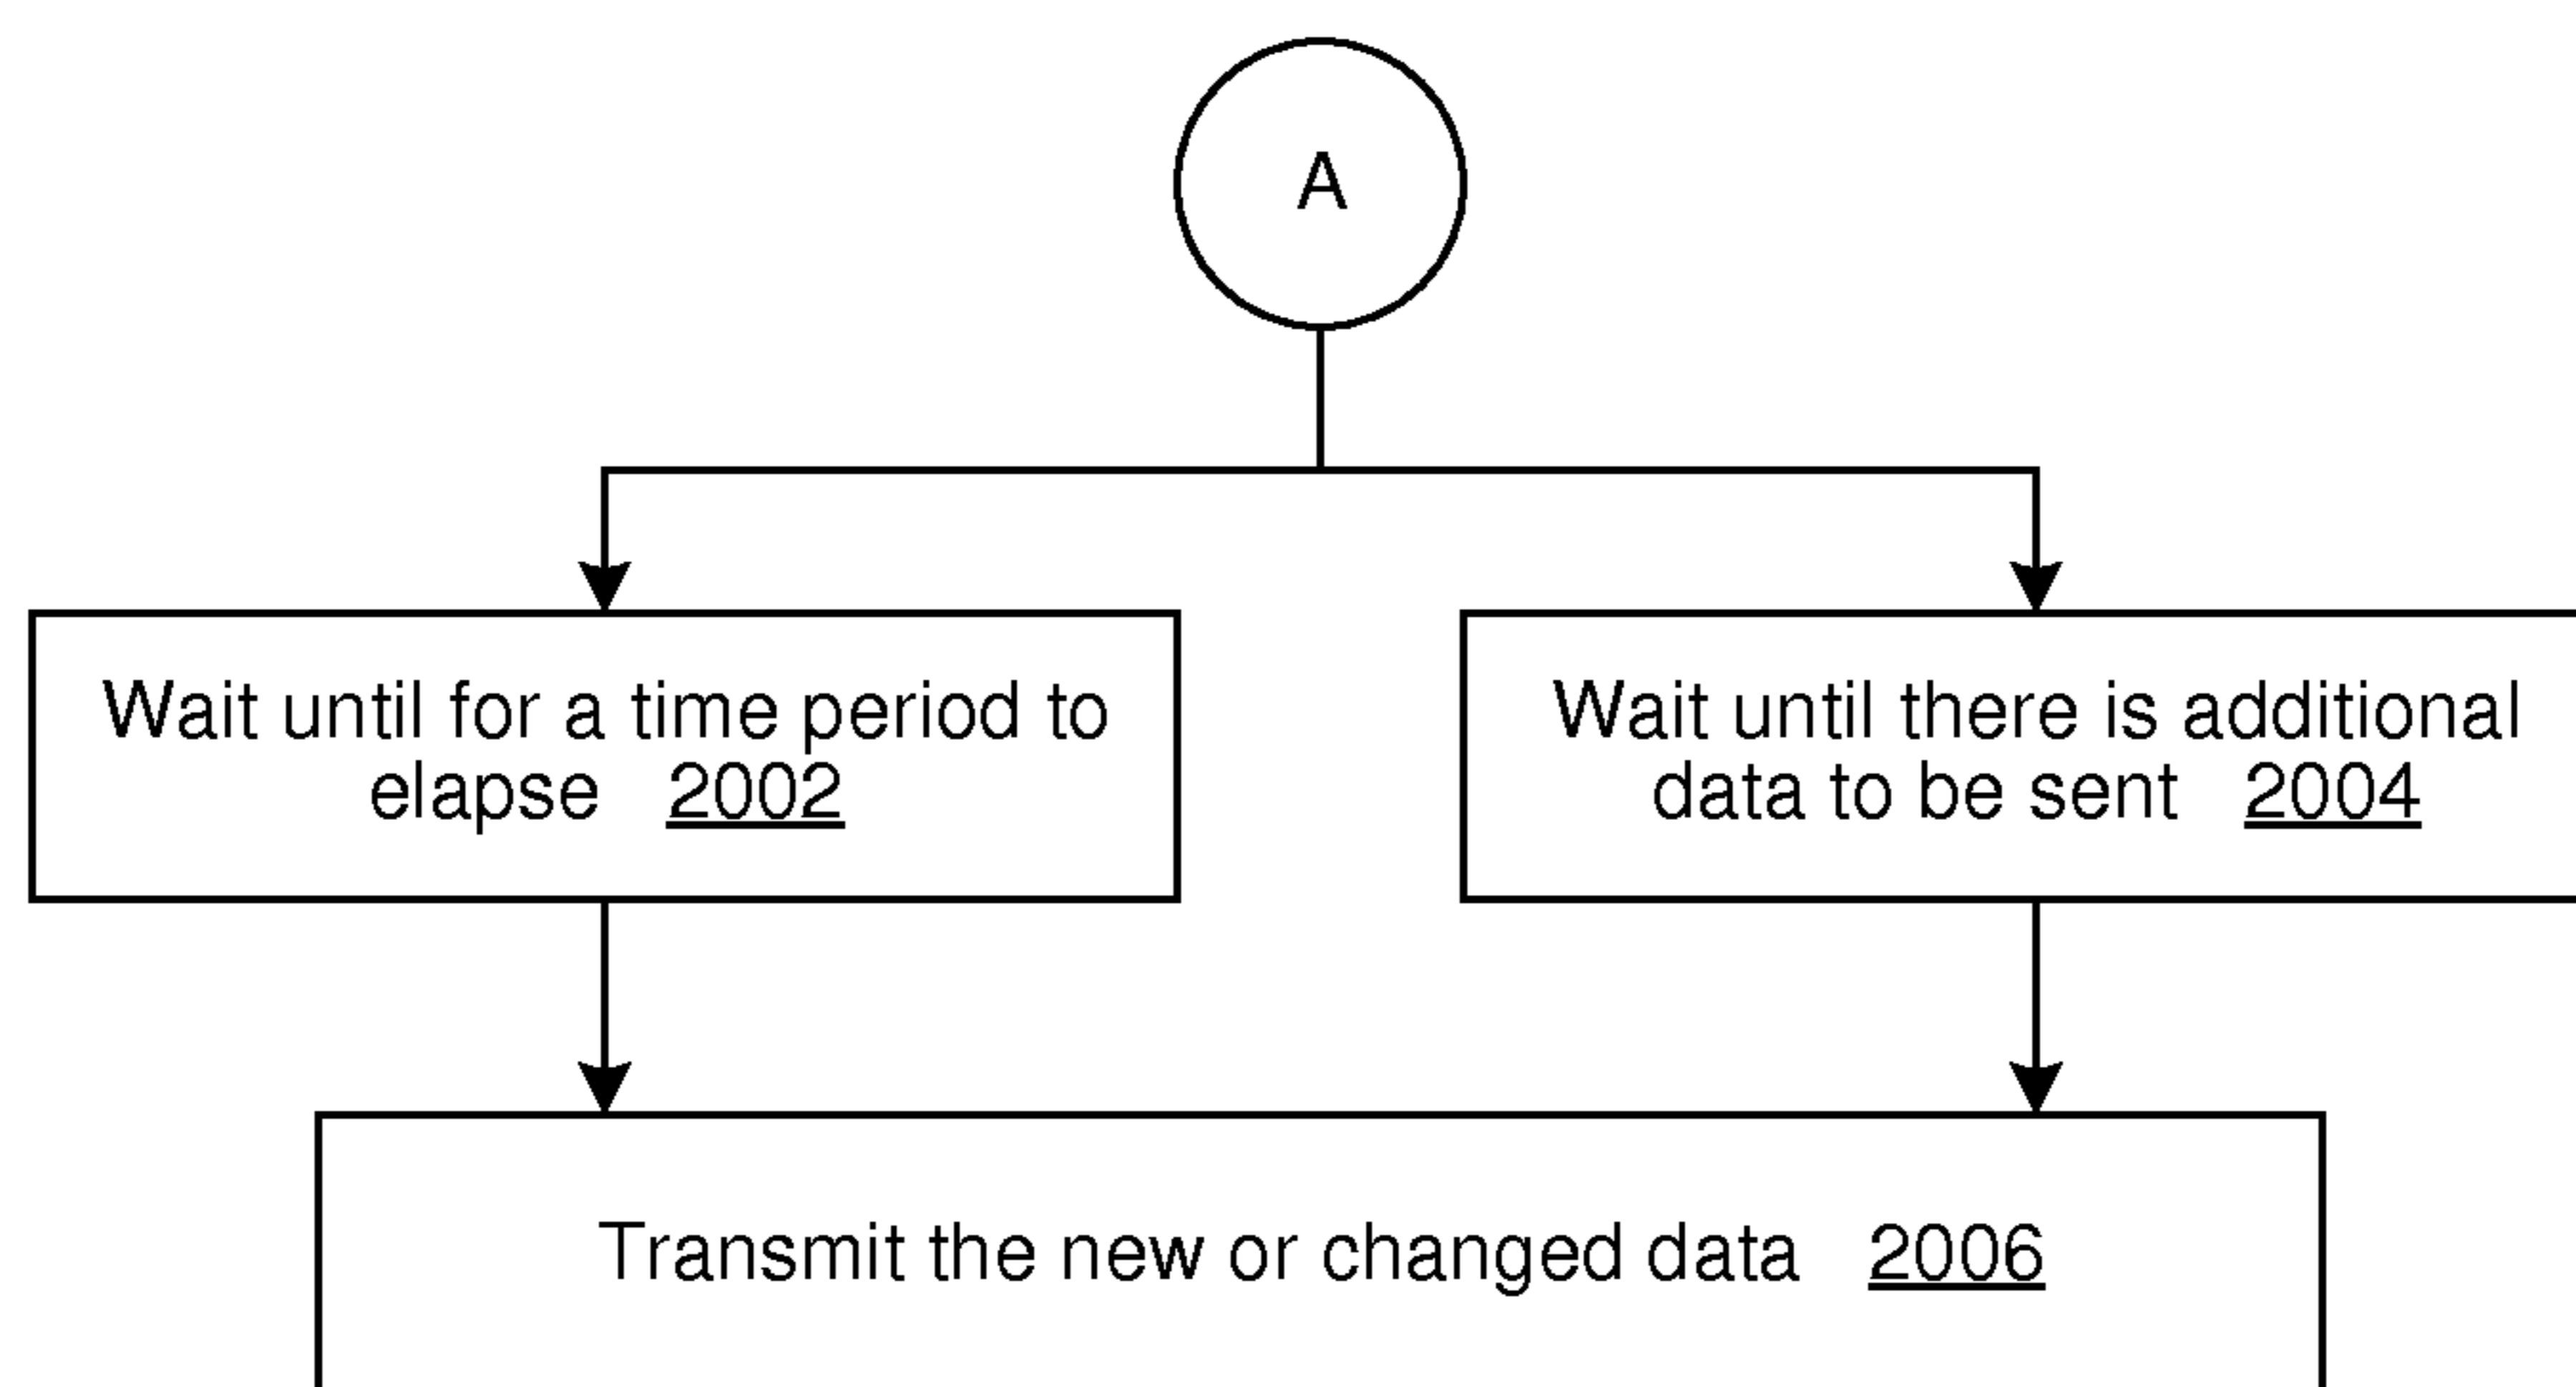 A
Wait until for a time period to
elapse 2002
Wait until there is additional
data to be sent 2004
Transmit the new or changed data 2006